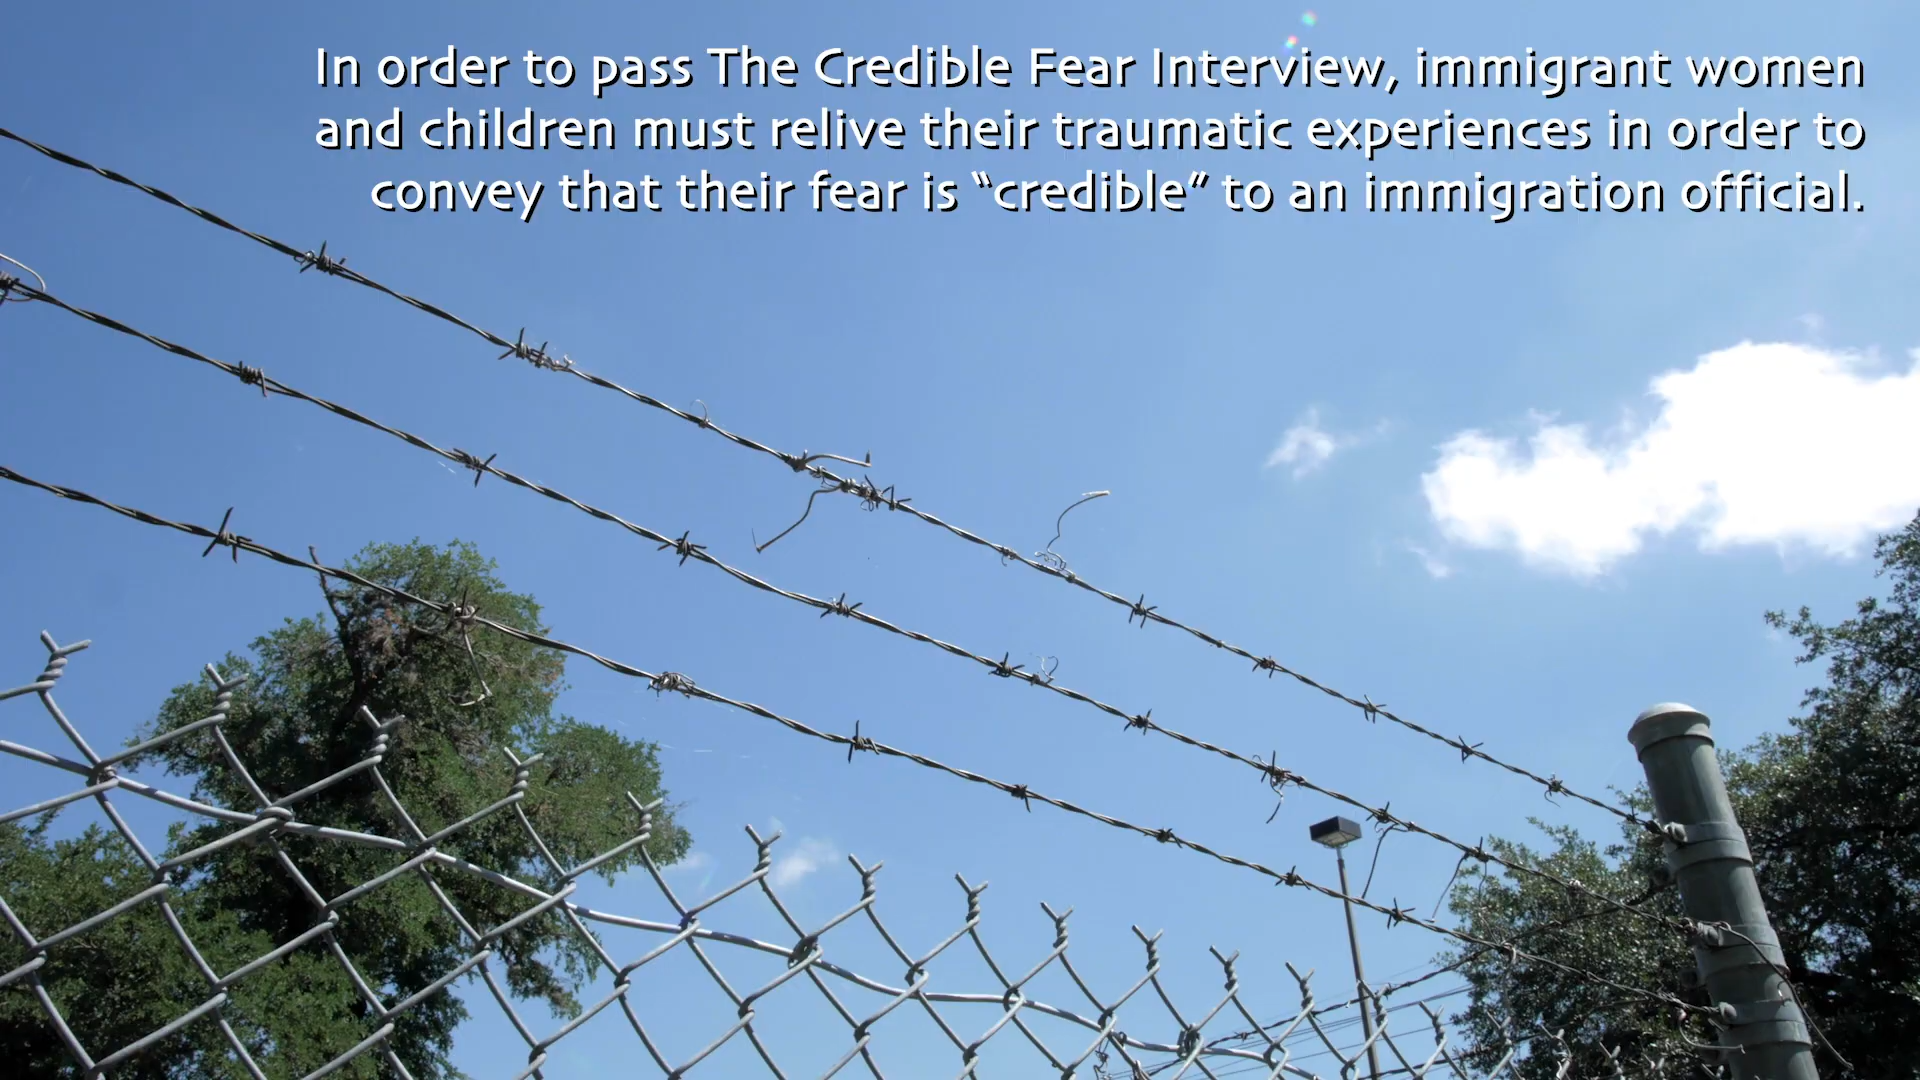 In order to pass The Credible Fear Interview, immigrant women
and children must relive their traumatic experiences in order to
convey that their fear is “credible” to an immigration official.